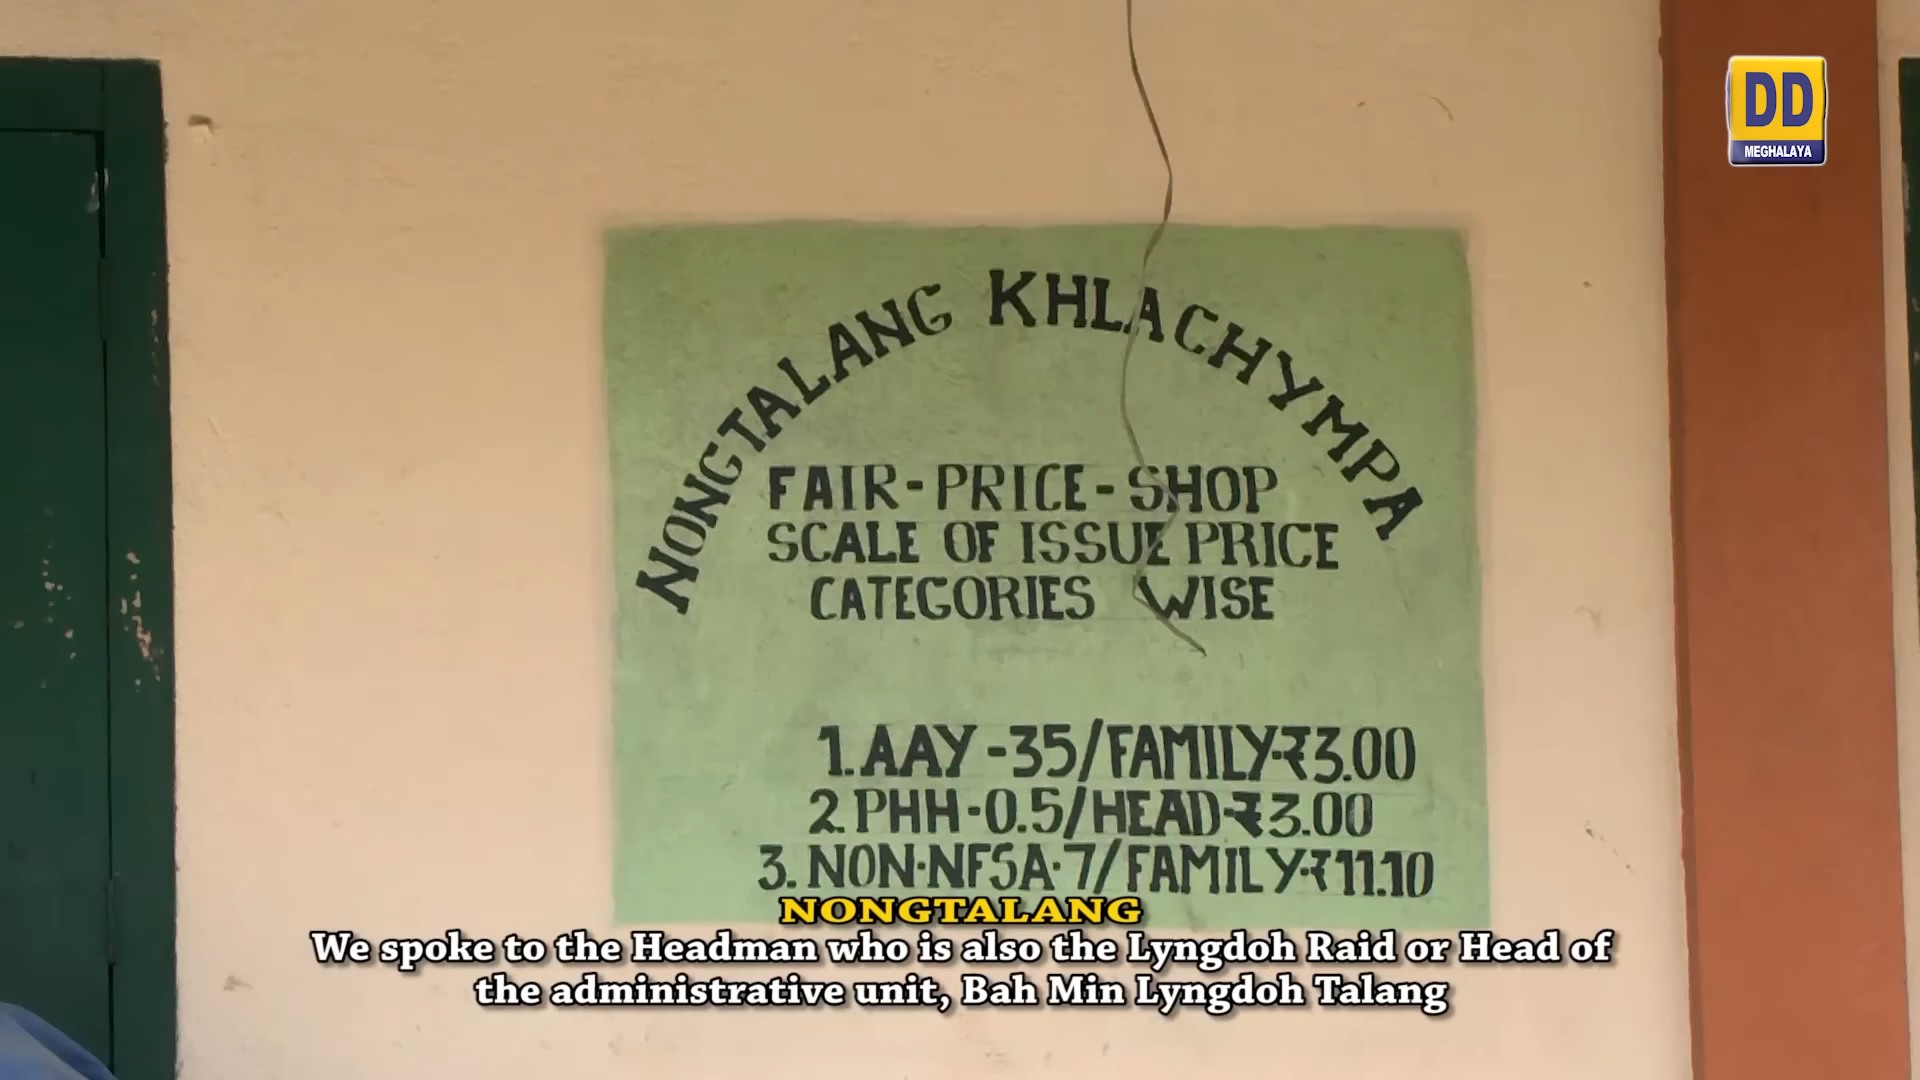 DD
MEGHALAYA
NONGTALANG KHLACHYMPA
FAIR-PRICE-SHOP
SCALE OF ISSUE PRICE
CATEGORIES WISE
1. AAY -35/FAMILY-₹3.00
2. PHH-0.5/HEAD-₹3.00
3. NON-NFSA-7/FAMILY-₹11.10
NONGTALANG
We spoke to the Headman who is also the Lyngdoh Raid or Head of
the administrative unit, Bah Min Lyngdoh Talang